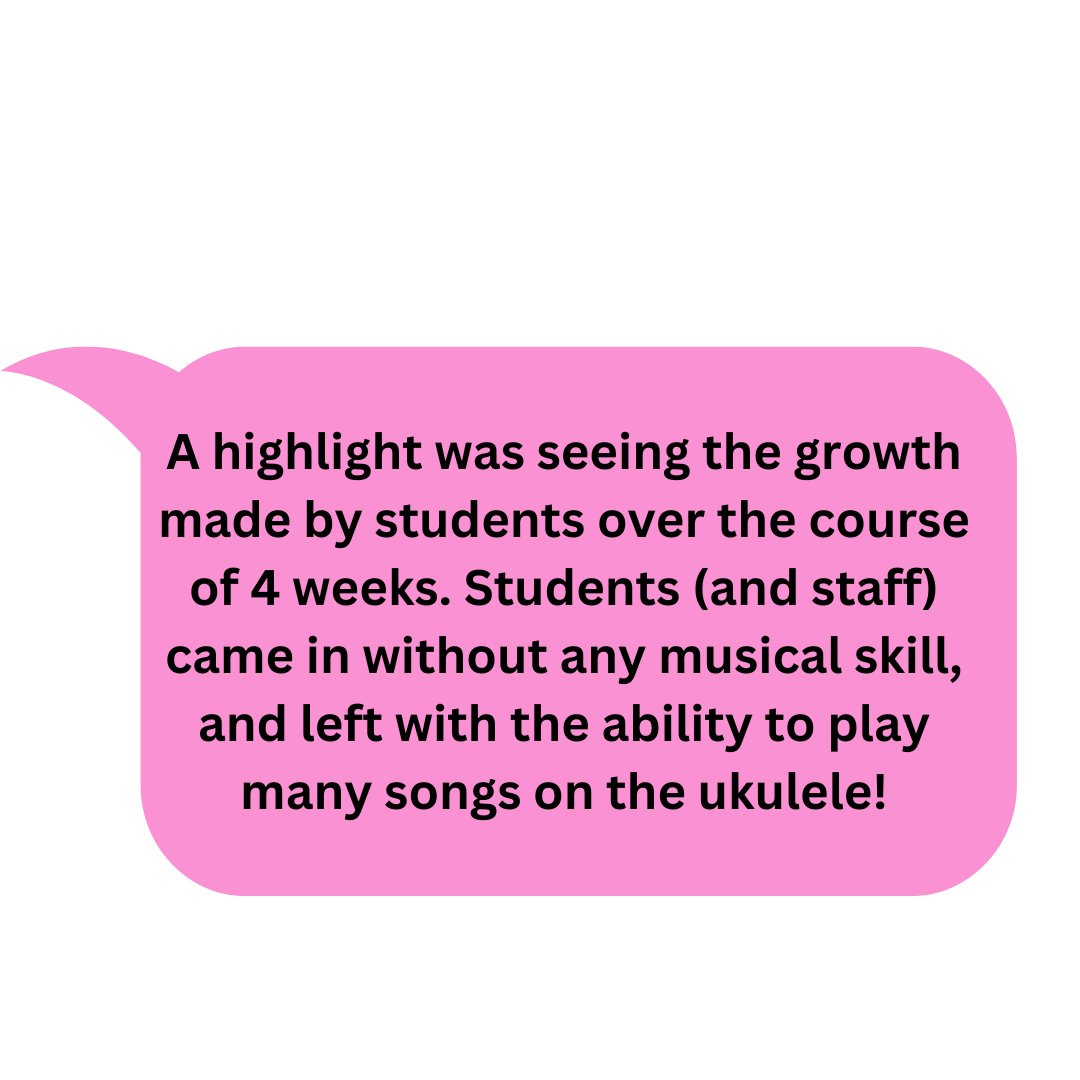 A highlight was seeing the growth
made by students over the course
of 4 weeks. Students (and staff)
came in without any musical skill,
and left with the ability to play
many songs on the ukulele!